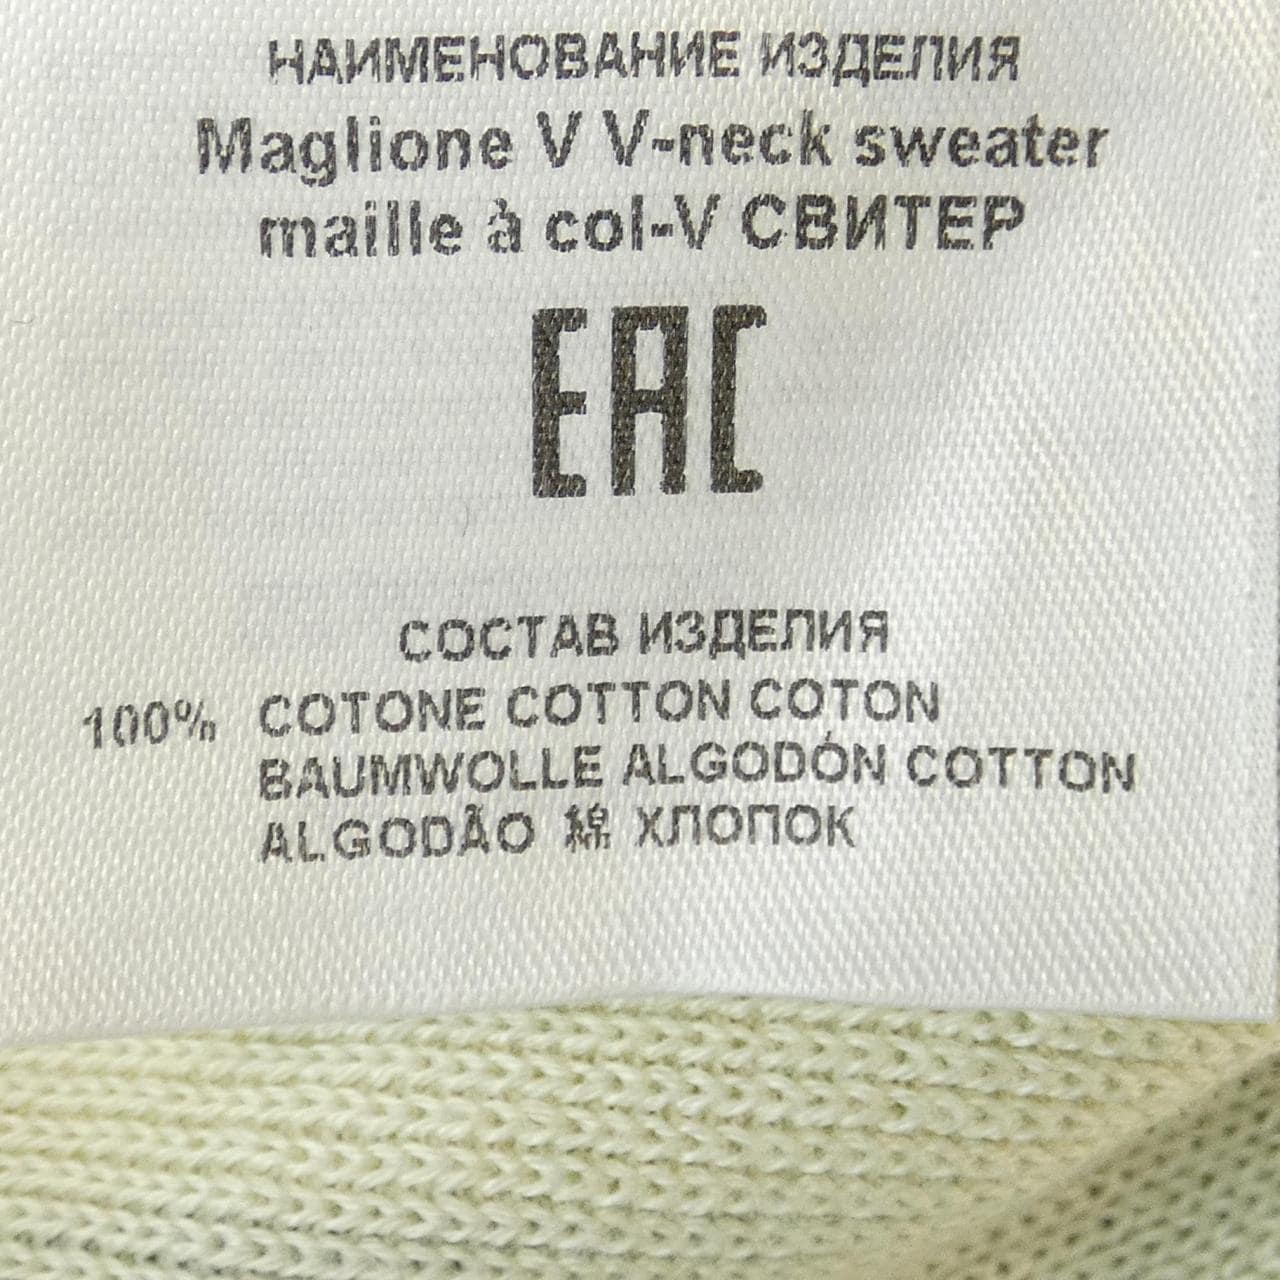 НАИМЕНОВАНИЕ ИЗДЕЛИЯ
Maglione V V-neck sweater
maille à col-V СВИТЕР
EAC
СОСТАВ ИЗДЕЛИЯ
100% COTONE COTTON COTON
BAUMWOLLE ALGODÓN COTTON
ALGODÃO 綿 ХЛОПОК